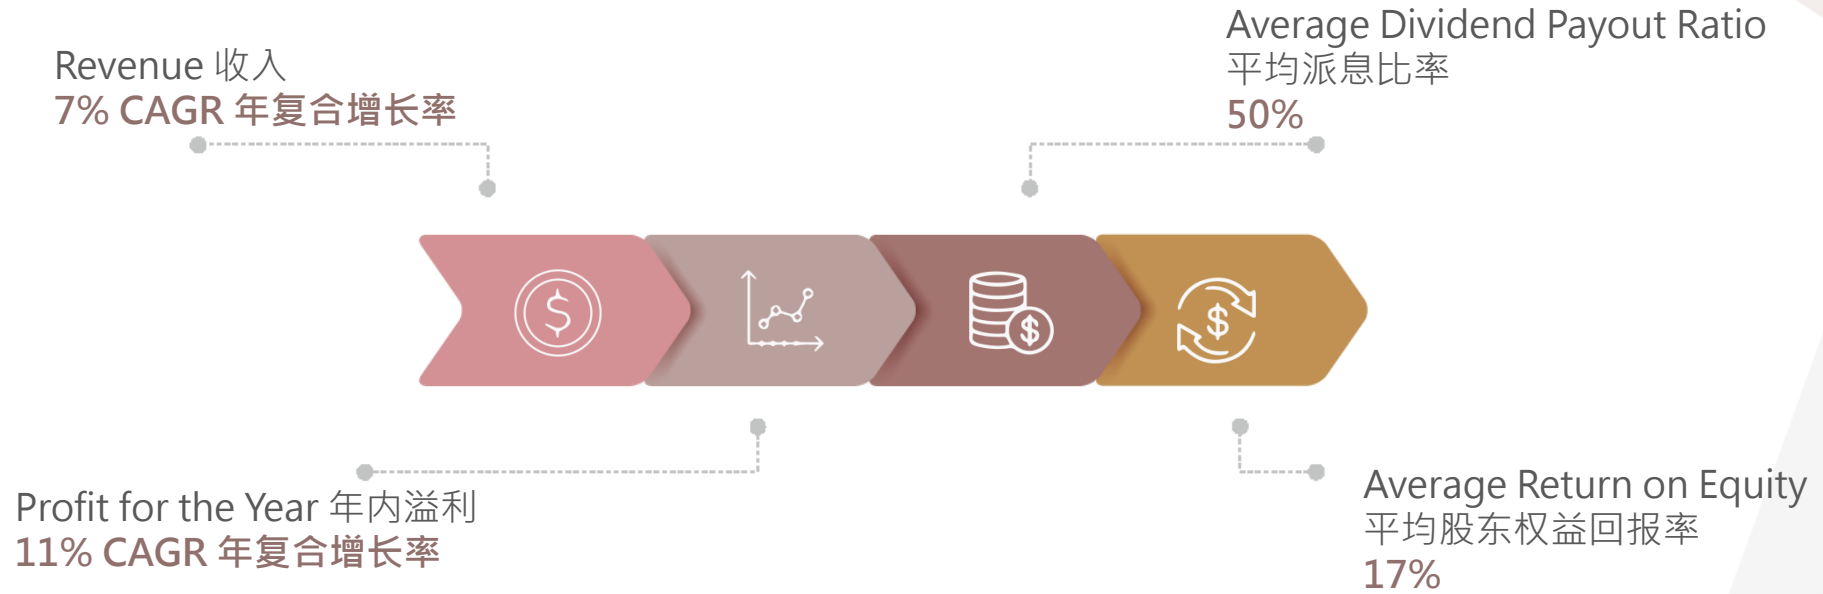 Revenue 收入
7% CAGR 年复合增长率
Average Dividend Payout Ratio
平均派息比率
50%
$
$
$
Profit for the Year 年内溢利
11% CAGR 年复合增长率
Average Return on Equity
平均股东权益回报率
17%